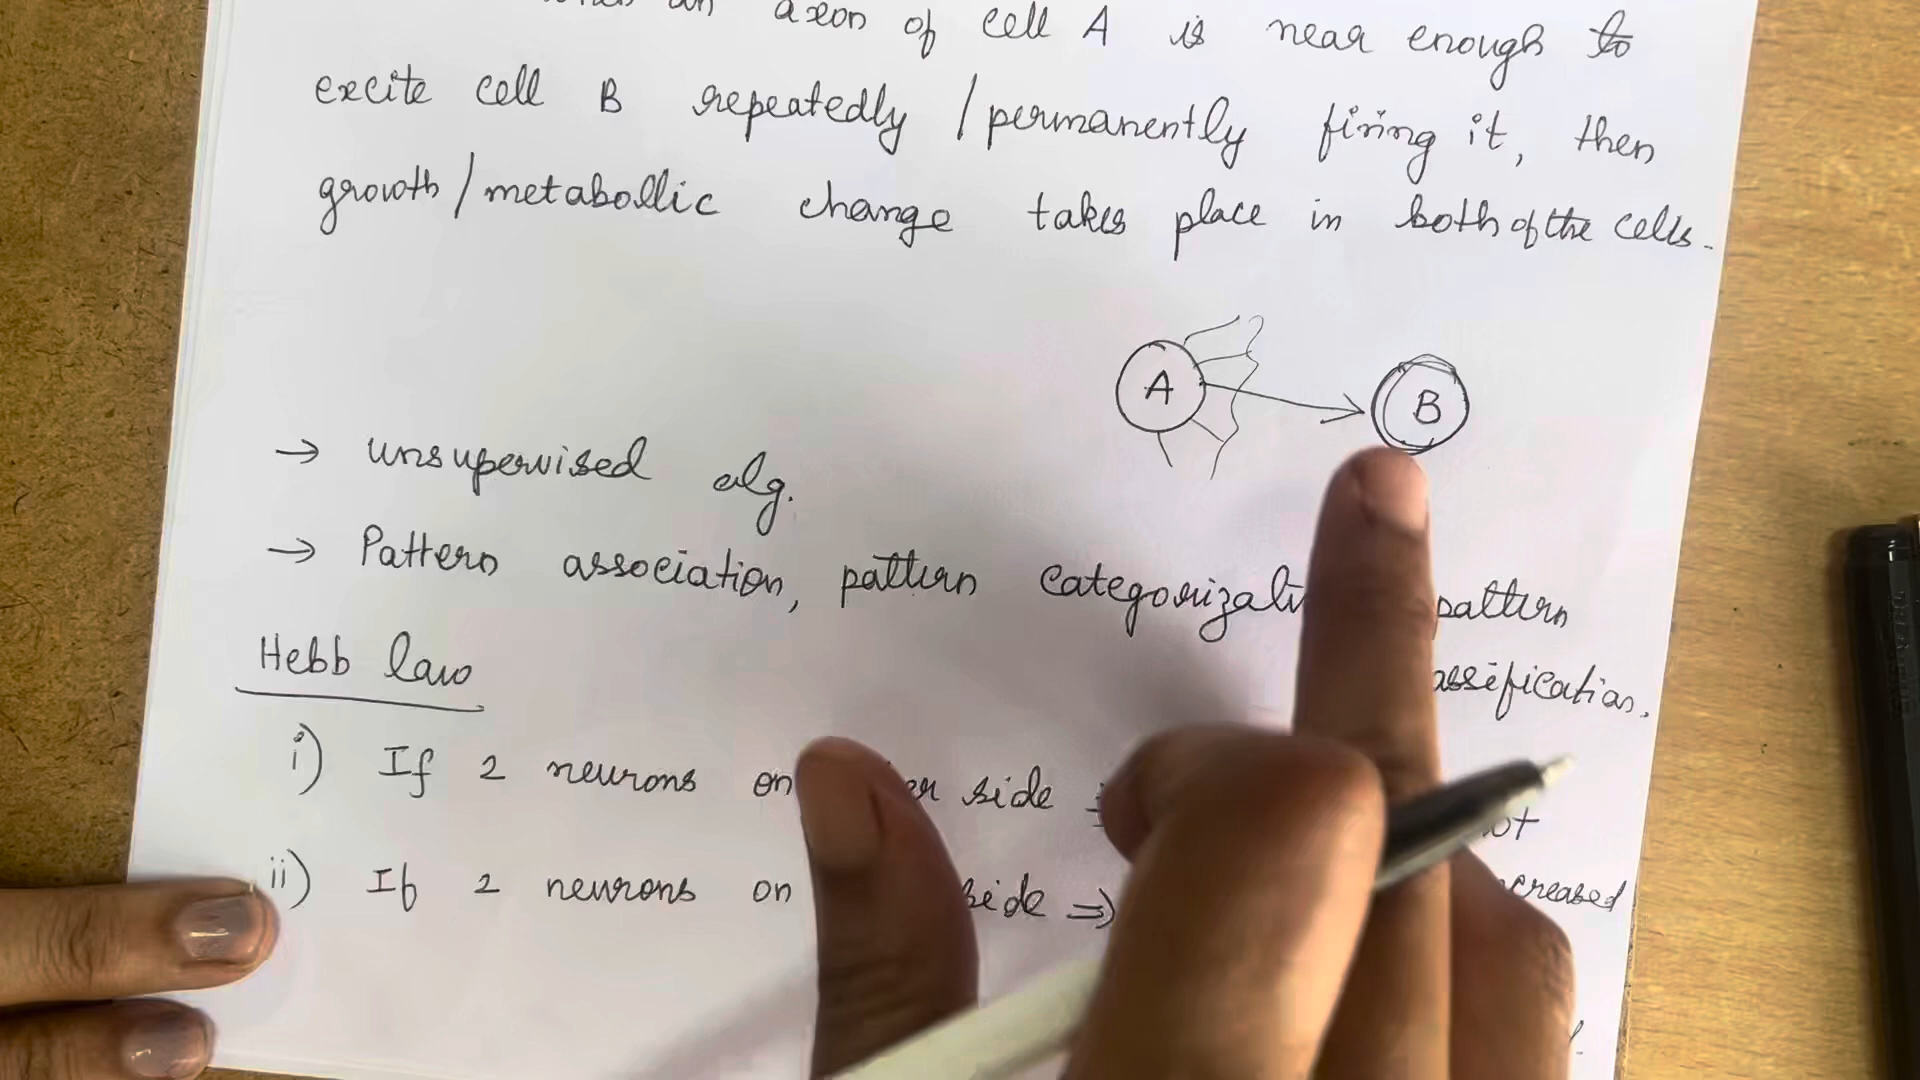 an axon of cell A is near enough to
excite cell B repeatedly / permanently firing it, then
growth / metabollic change takes place in both of the cells.
A B
→ unsupervised alg.
→ Pattern association, pattern pattern
Hebb law
i) If 2 neurons on side
ii) If 2 neurons on side ⇒